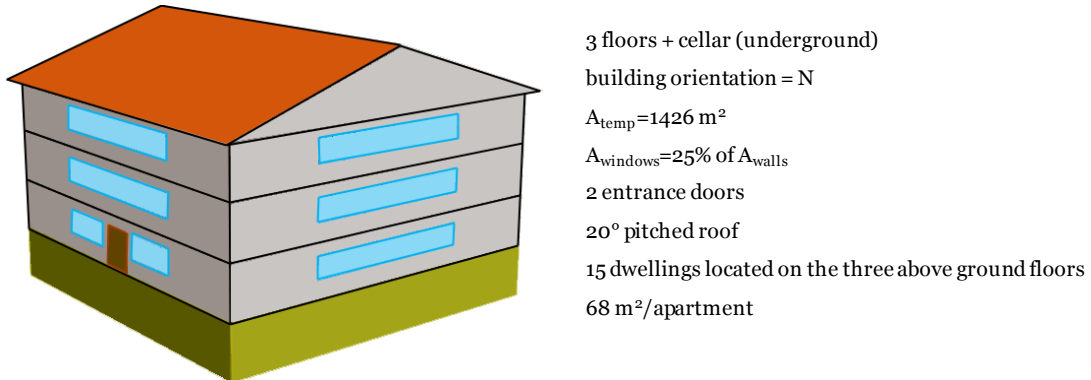 3 floors + cellar (underground)
building orientation = N
Atemp=1426 m²
Awindows=25% of Awalls
2 entrance doors
20° pitched roof
15 dwellings located on the three above ground floors
68 m²/apartment